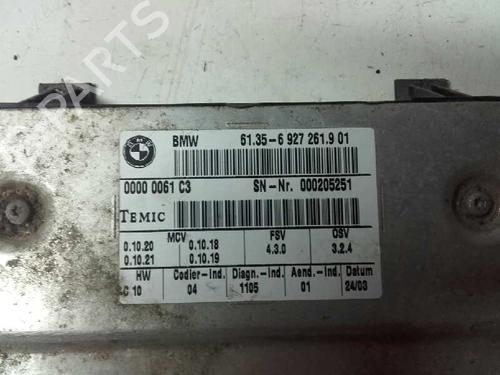 PARTS
BMW 61.35-6 927 261.9 01
0000 0061 C3 SN-Nr. 000205251
TEMIC
MCV FSV OSV
0.10.20 0.10.18 4.3.0 3.2.4
0.10.21 0.10.19
HW Codier-Ind. Diagn.-Ind Aend.-Ind Datum
C 10 04 1105 01 24/03